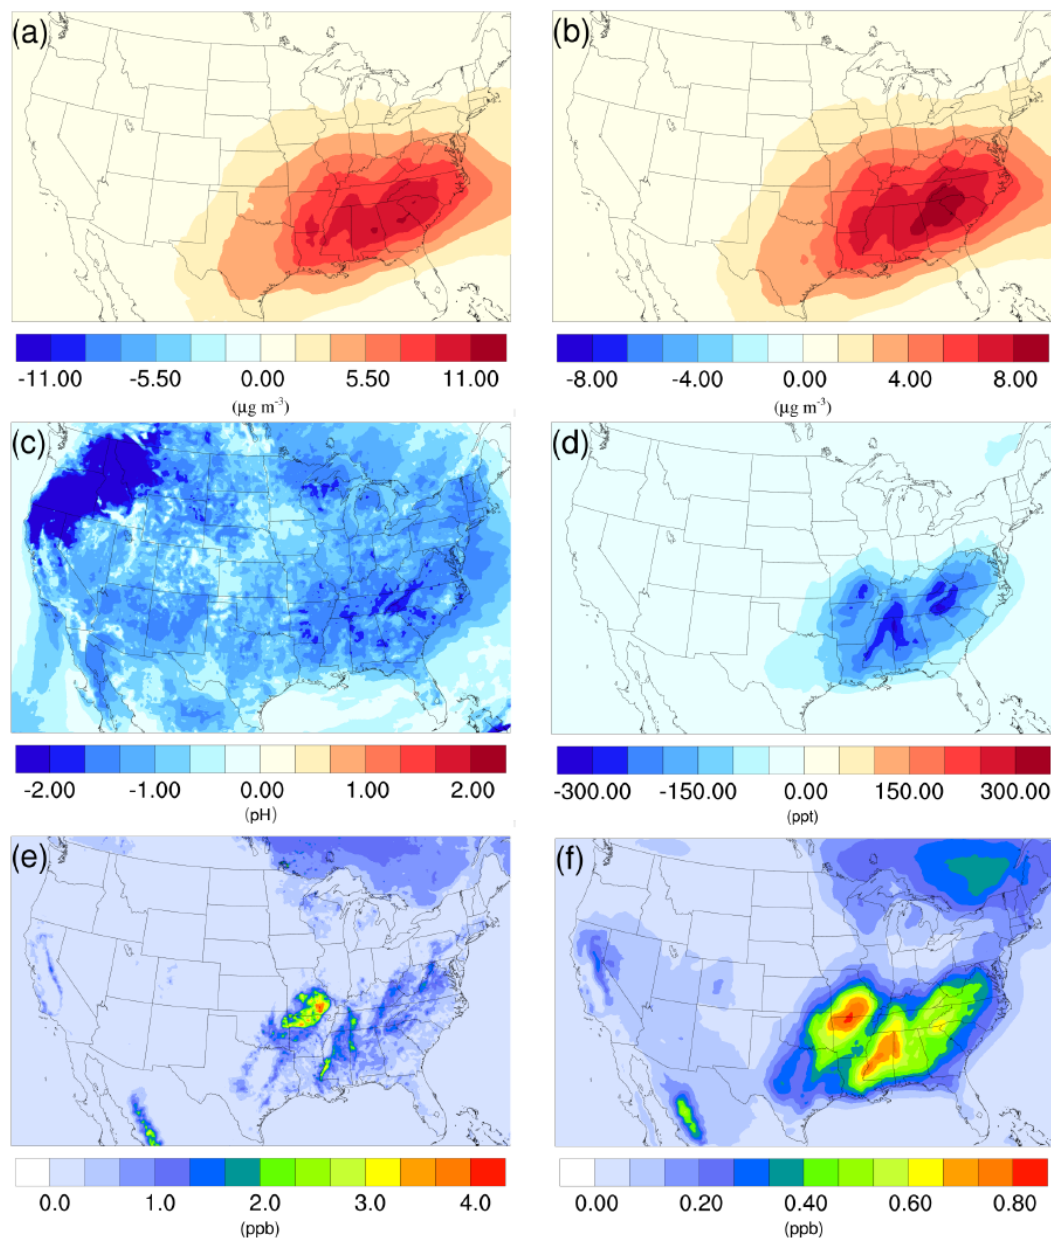 (a) (b)
-11.00 -5.50 0.00 5.50 11.00
(μg m⁻³)
-8.00 -4.00 0.00 4.00 8.00
(μg m⁻³)
(c) (d)
-2.00 -1.00 0.00 1.00 2.00
(pH)
-300.00 -150.00 0.00 150.00 300.00
(ppt)
(e) (f)
0.0 1.0 2.0 3.0 4.0
(ppb)
0.00 0.20 0.40 0.60 0.80
(ppb)